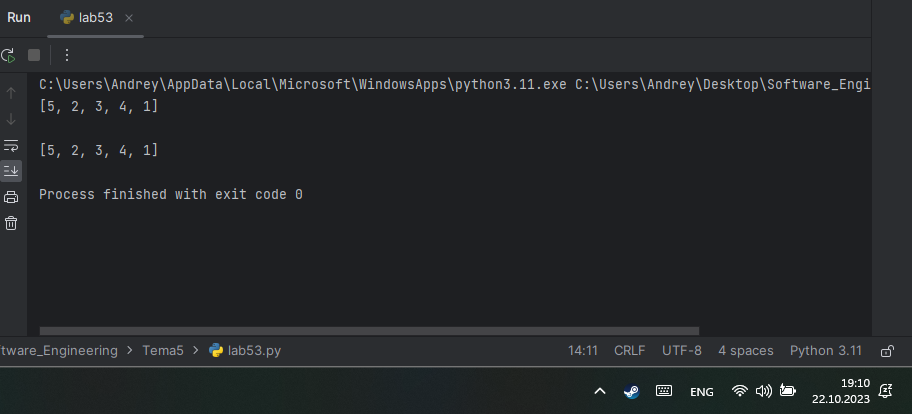 Run lab53
C:\Users\Andrey\AppData\Local\Microsoft\WindowsApps\python3.11.exe C:\Users\Andrey\Desktop\Software_Engi
[5, 2, 3, 4, 1]
[5, 2, 3, 4, 1]
Process finished with exit code 0
tware_Engineering > Tema5 > lab53.py 14:11 CRLF UTF-8 4 spaces Python 3.11
ENG 19:10
22.10.2023